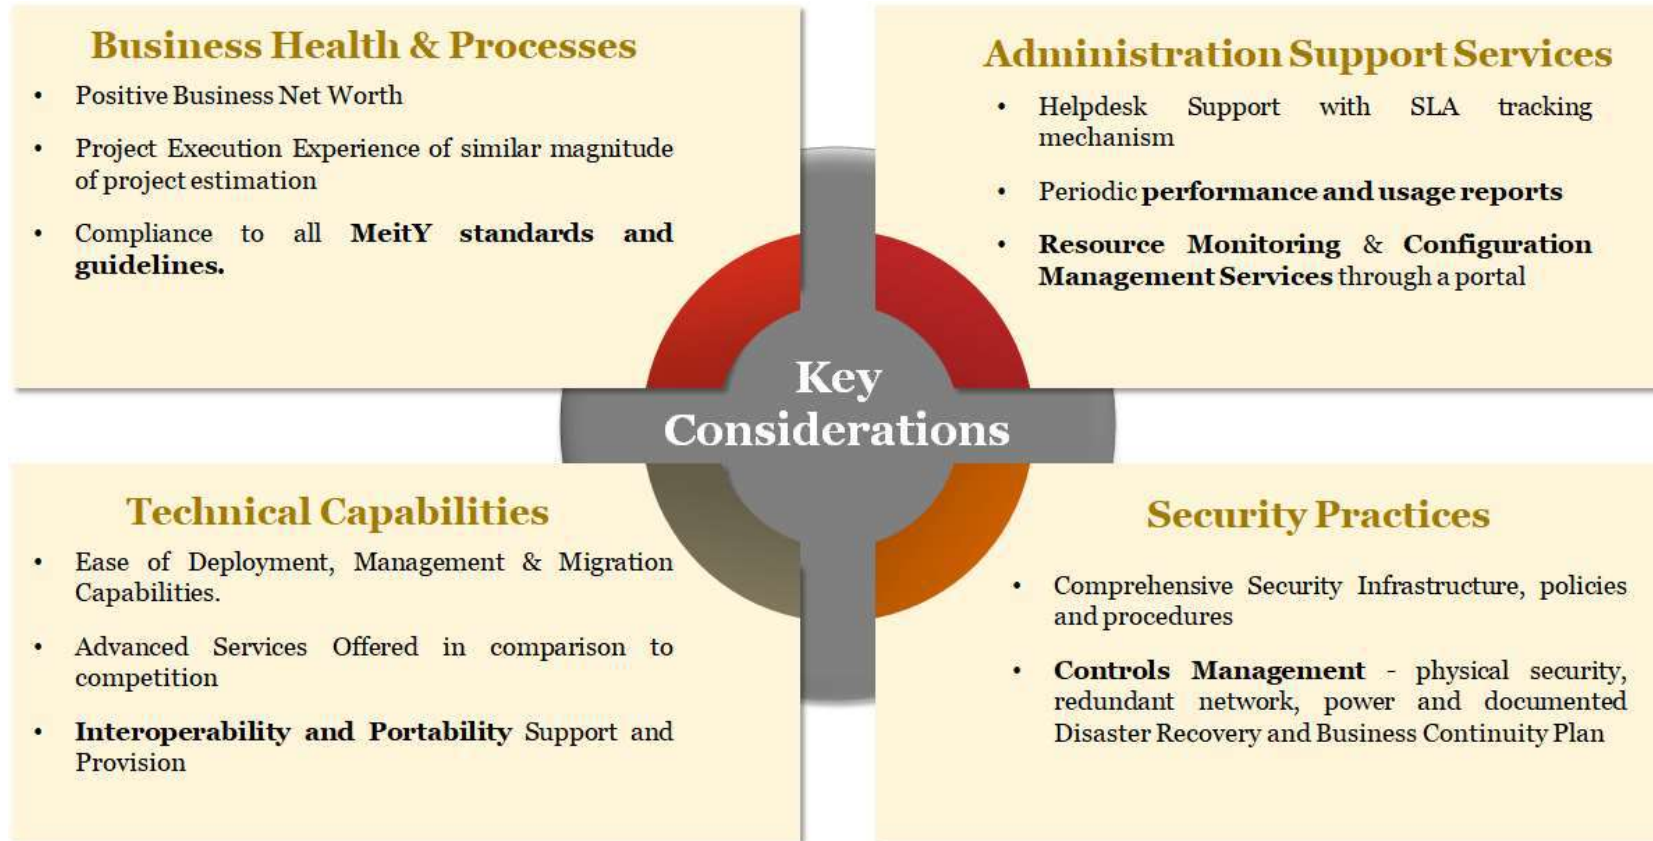 Business Health & Processes
• Positive Business Net Worth
• Project Execution Experience of similar magnitude
of project estimation
• Compliance to all MeitY standards and
guidelines.
Administration Support Services
• Helpdesk Support with SLA tracking
mechanism
• Periodic performance and usage reports
• Resource Monitoring & Configuration
Management Services through a portal
Key
Considerations
Technical Capabilities
• Ease of Deployment, Management & Migration
Capabilities.
• Advanced Services Offered in comparison to
competition
• Interoperability and Portability Support and
Provision
Security Practices
• Comprehensive Security Infrastructure, policies
and procedures
• Controls Management - physical security,
redundant network, power and documented
Disaster Recovery and Business Continuity Plan